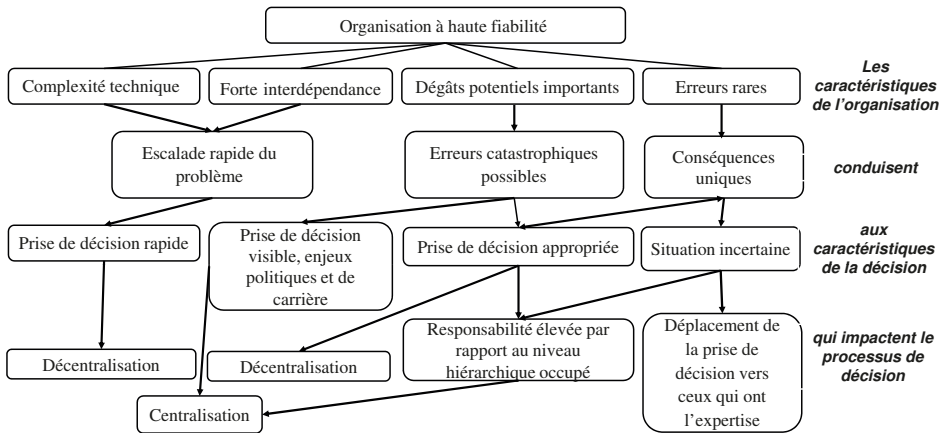 Organisation à haute fiabilité
Complexité technique
Forte interdépendance
Dégâts potentiels importants
Erreurs rares
Les
caractéristiques
de l'organisation
Escalade rapide du
problème
Erreurs catastrophiques
possibles
Conséquences
uniques
conduisent
Prise de décision rapide
Prise de décision
visible, enjeux
politiques et de
carrière
Prise de décision appropriée
Situation incertaine
aux
caractéristiques
de la décision
Décentralisation
Décentralisation
Responsabilité élevée par
rapport au niveau
hiérarchique occupé
Déplacement de
la prise de
décision vers
ceux qui ont
l'expertise
qui impactent le
processus de
décision
Centralisation